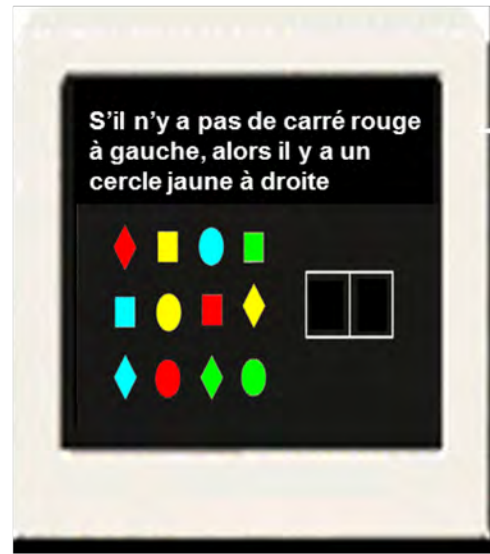 S’il n’y a pas de carré rouge
à gauche, alors il y a un
cercle jaune à droite